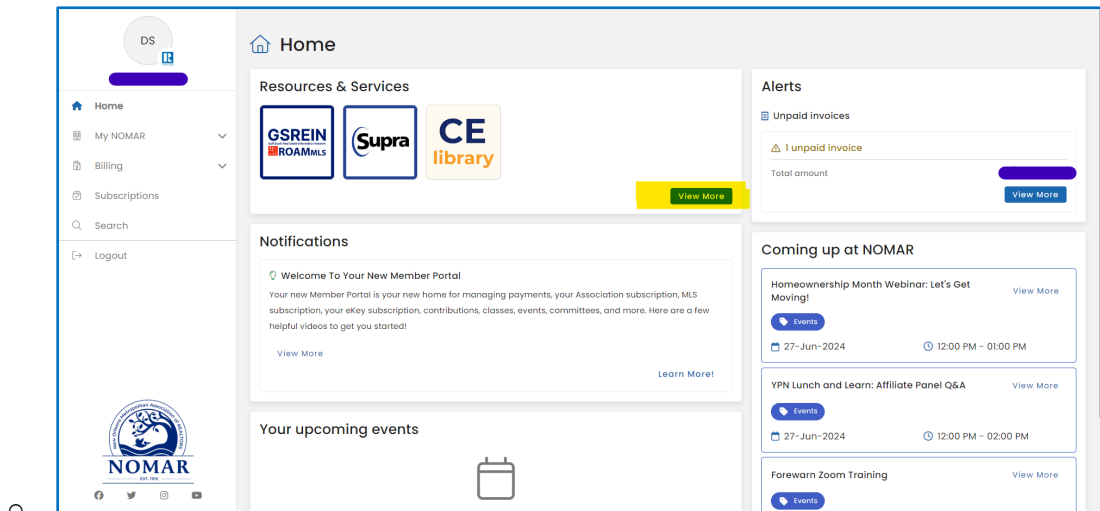 DS
Home
My NOMAR
Billing
Subscriptions
Search
Logout
New Orleans Metropolitan Association of REALTORS
NOMAR
EST. 1915
Home
Resources & Services
GSREIN
ROAM MLS
Supra
CE
library
View More
Notifications
Welcome To Your New Member Portal
Your new Member Portal is your new home for managing payments, your Association subscription, MLS
subscription, your eKey subscription, contributions, classes, events, committees, and more. Here are a few
helpful videos to get you started!
View More
Learn More!
Your upcoming events
Alerts
Unpaid invoices
1 unpaid invoice
Total amount
View More
Coming up at NOMAR
Homeownership Month Webinar: Let's Get
Moving!
View More
Events
27-Jun-2024 12:00 PM - 01:00 PM
YPN Lunch and Learn: Affiliate Panel Q&A View More
Events
27-Jun-2024 12:00 PM - 02:00 PM
Forewarn Zoom Training View More
Events